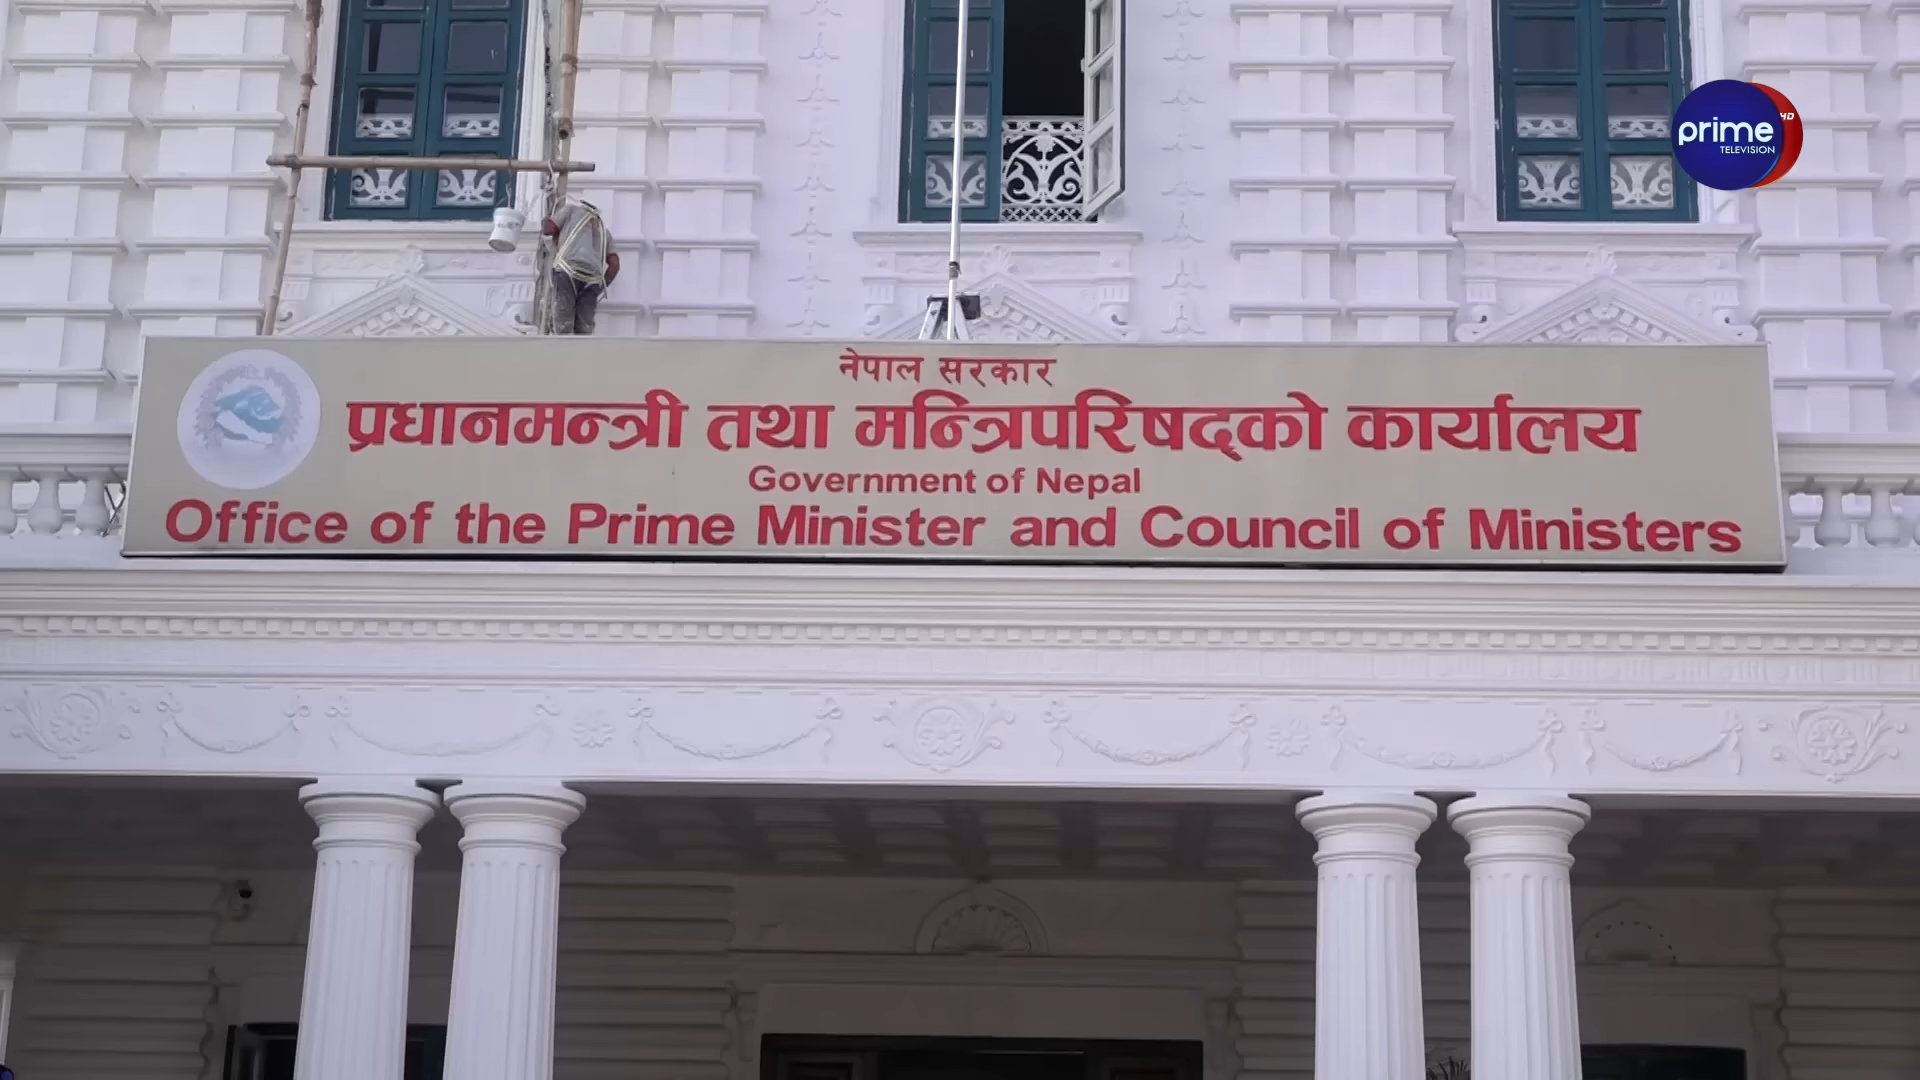 prime HD
TELEVISION
नेपाल सरकार
प्रधानमन्त्री तथा मन्त्रिपरिषद्को कार्यालय
Government of Nepal
Office of the Prime Minister and Council of Ministers